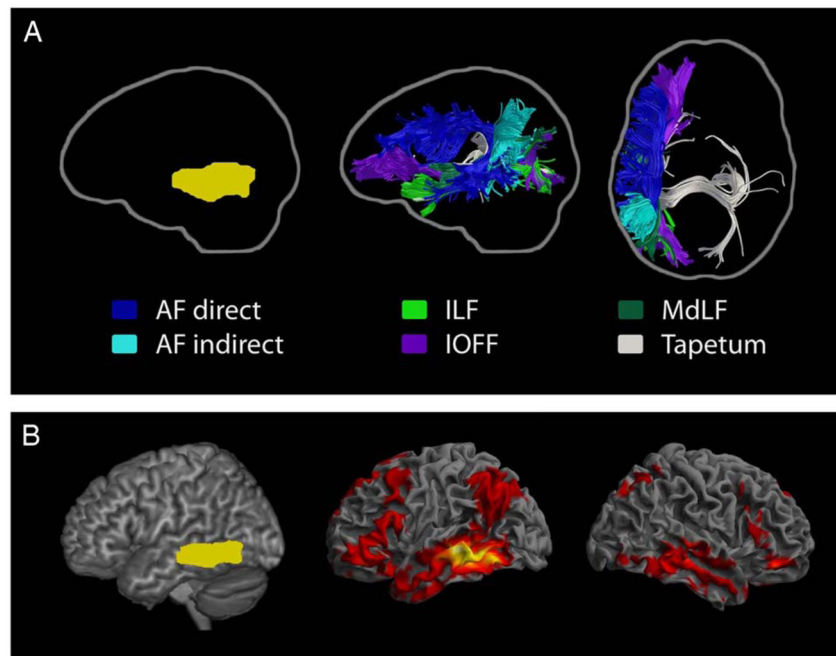 A
AF direct
ILF
MdLF
AF indirect
IOFF
Tapetum
B